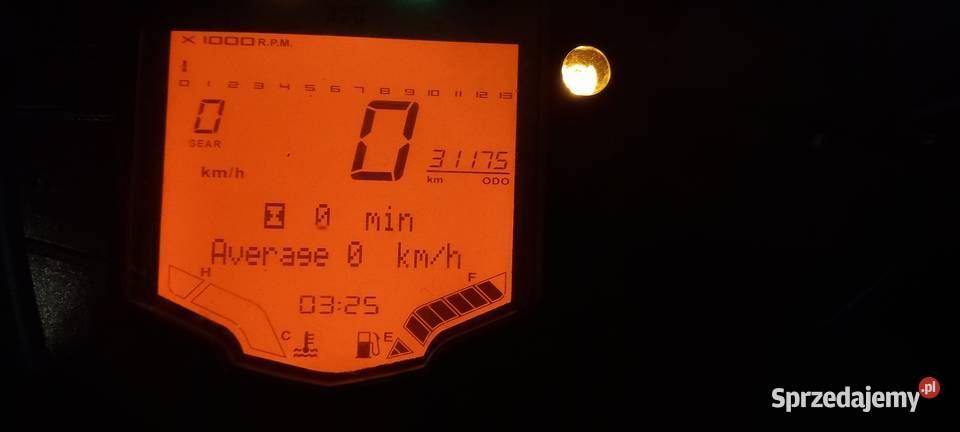 X 1000 R.P.M.
0 1 2 3 4 5 6 7 8 9 10 11 12 13
0 0
GEAR
31175
km/h
km ODO
0 min
Average 0 km/h
H F
03:25
C E
Sprzedajemy.pl